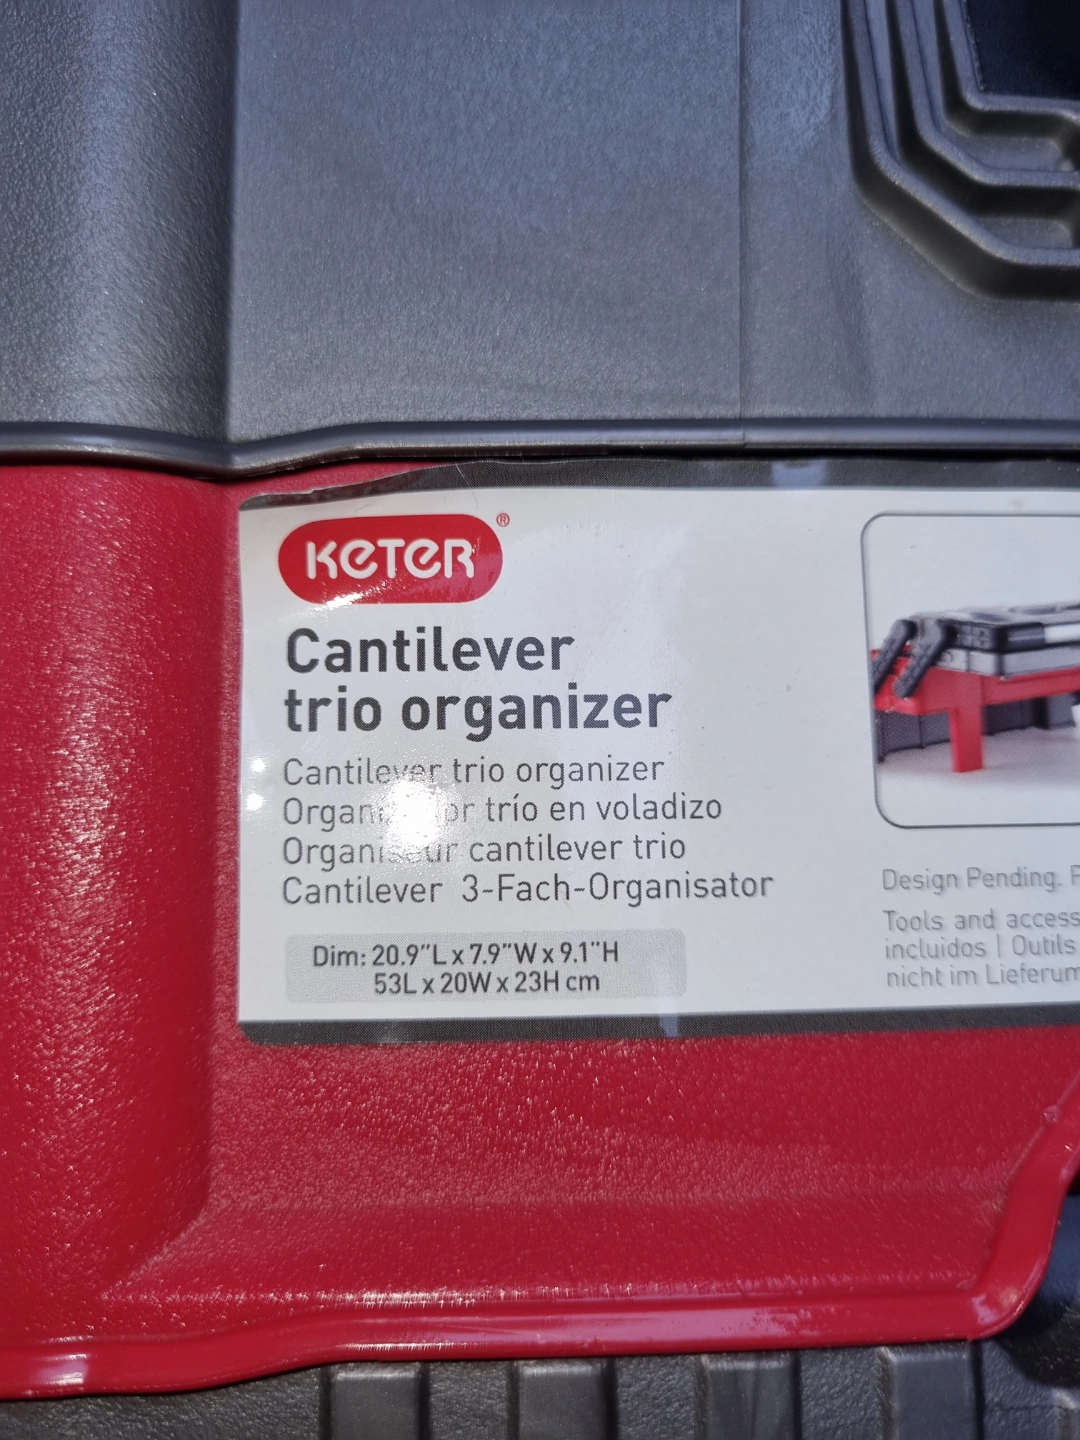 KETER®
Cantilever
trio organizer
Cantilever trio organizer
trío en voladizo
cantilever trio
Cantilever 3-Fach-Organisator
Dim: 20.9"L x 7.9"W x 9.1"H
53L x 20W x 23H cm
Design Pending.
Tools and
incluidos | Outils
nicht im